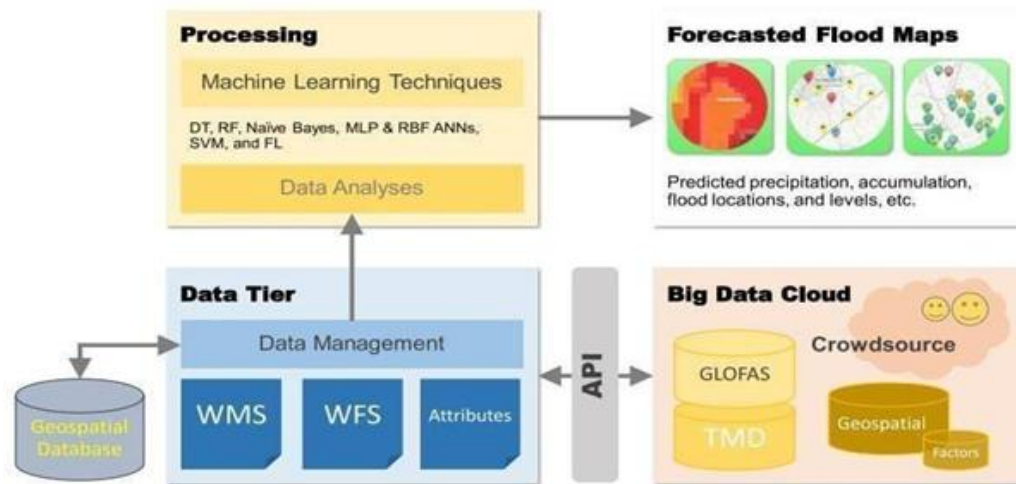 Processing
Machine Learning Techniques
DT, RF, Naïve Bayes, MLP & RBF ANNs,
SVM, and FL
Data Analyses
Forecasted Flood Maps
Predicted precipitation, accumulation,
flood locations, and levels, etc.
Data Tier
Data Management
WMS
WFS
Attributes
Geospatial
Database
API
Big Data Cloud
Crowdsource
GLOFAS
TMD
Geospatial
Factors